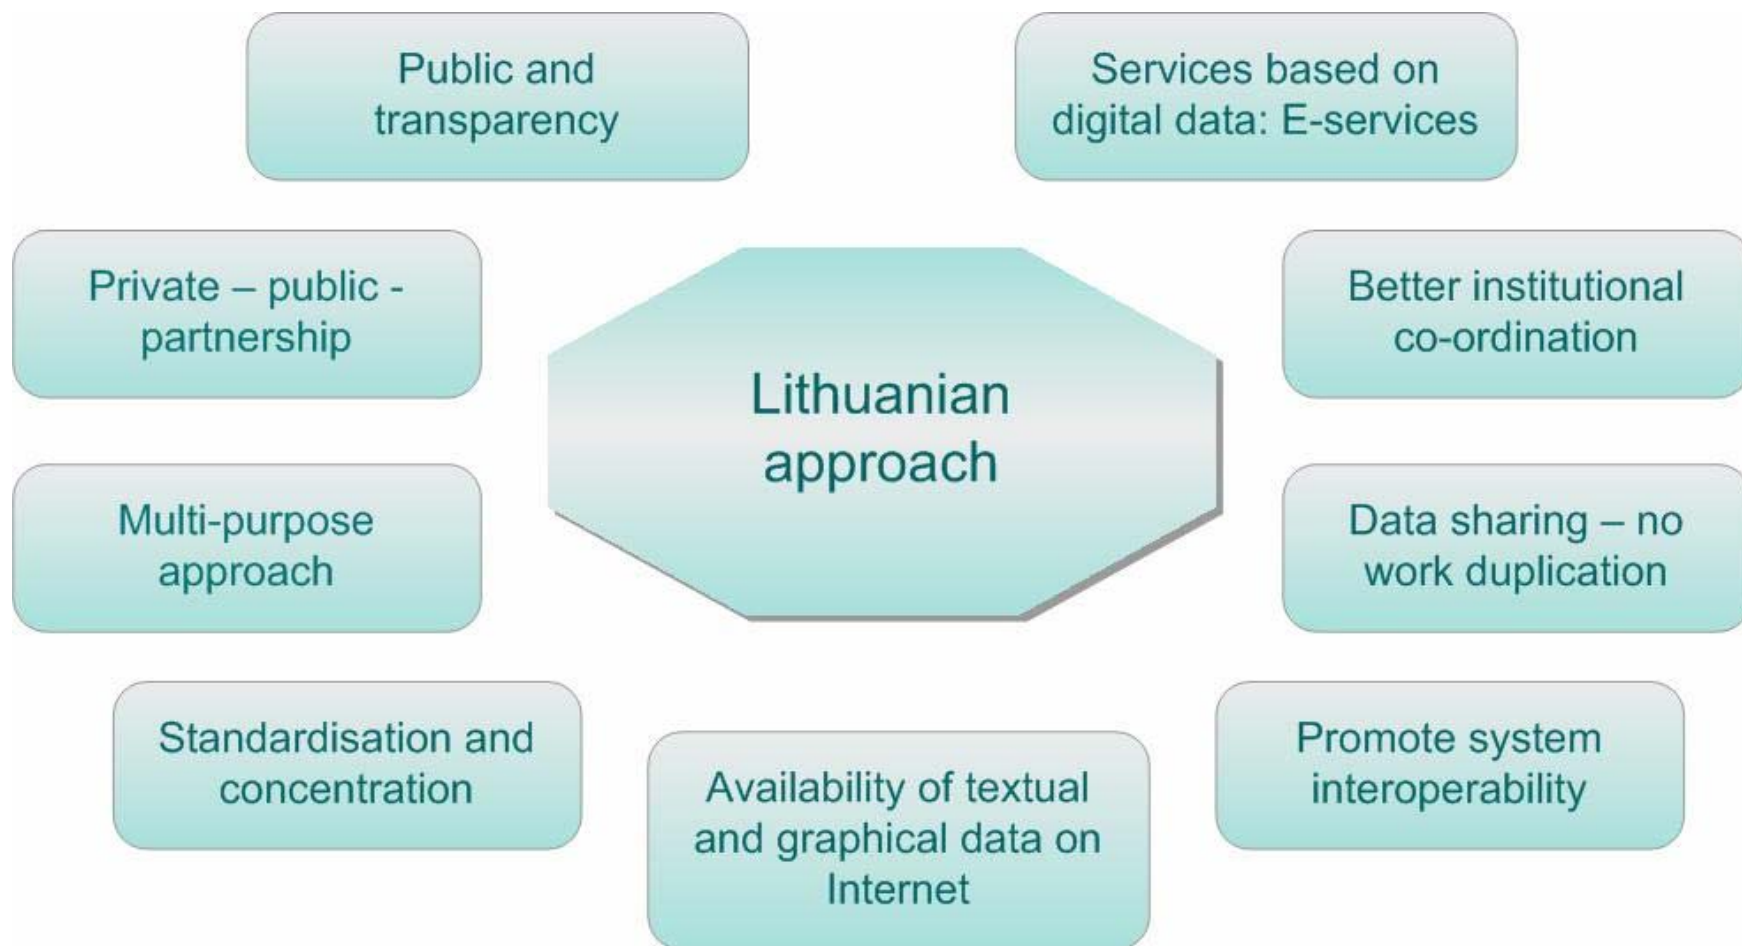 Public and
transparency
Services based on
digital data: E-services
Private – public -
partnership
Better institutional
co-ordination
Lithuanian
approach
Multi-purpose
approach
Data sharing – no
work duplication
Standardisation and
concentration
Availability of textual
and graphical data on
Internet
Promote system
interoperability